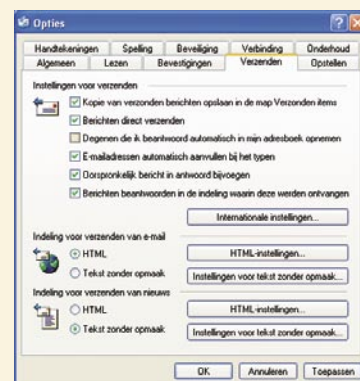 Opties
Handtekeningen Spelling Beveiliging Verbinding Onderhoud
Algemeen Lezen Bevestigingen Verzenden Opstellen
Instellingen voor verzenden
Kopie van verzonden berichten opslaan in de map Verzonden items
Berichten direct verzenden
Degenen die ik beantwoord automatisch in mijn adresboek opnemen
E-mailadressen automatisch aanvullen bij het typen
Oorspronkelijk bericht in antwoord bijvoegen
Berichten beantwoorden in de indeling waarin deze werden ontvangen
Internationale instellingen...
Indeling voor verzenden van e-mail
HTML HTML-instellingen...
Tekst zonder opmaak Instellingen voor tekst zonder opmaak...
Indeling voor verzenden van nieuws
HTML HTML-instellingen...
Tekst zonder opmaak Instellingen voor tekst zonder opmaak...
OK Annuleren Toepassen